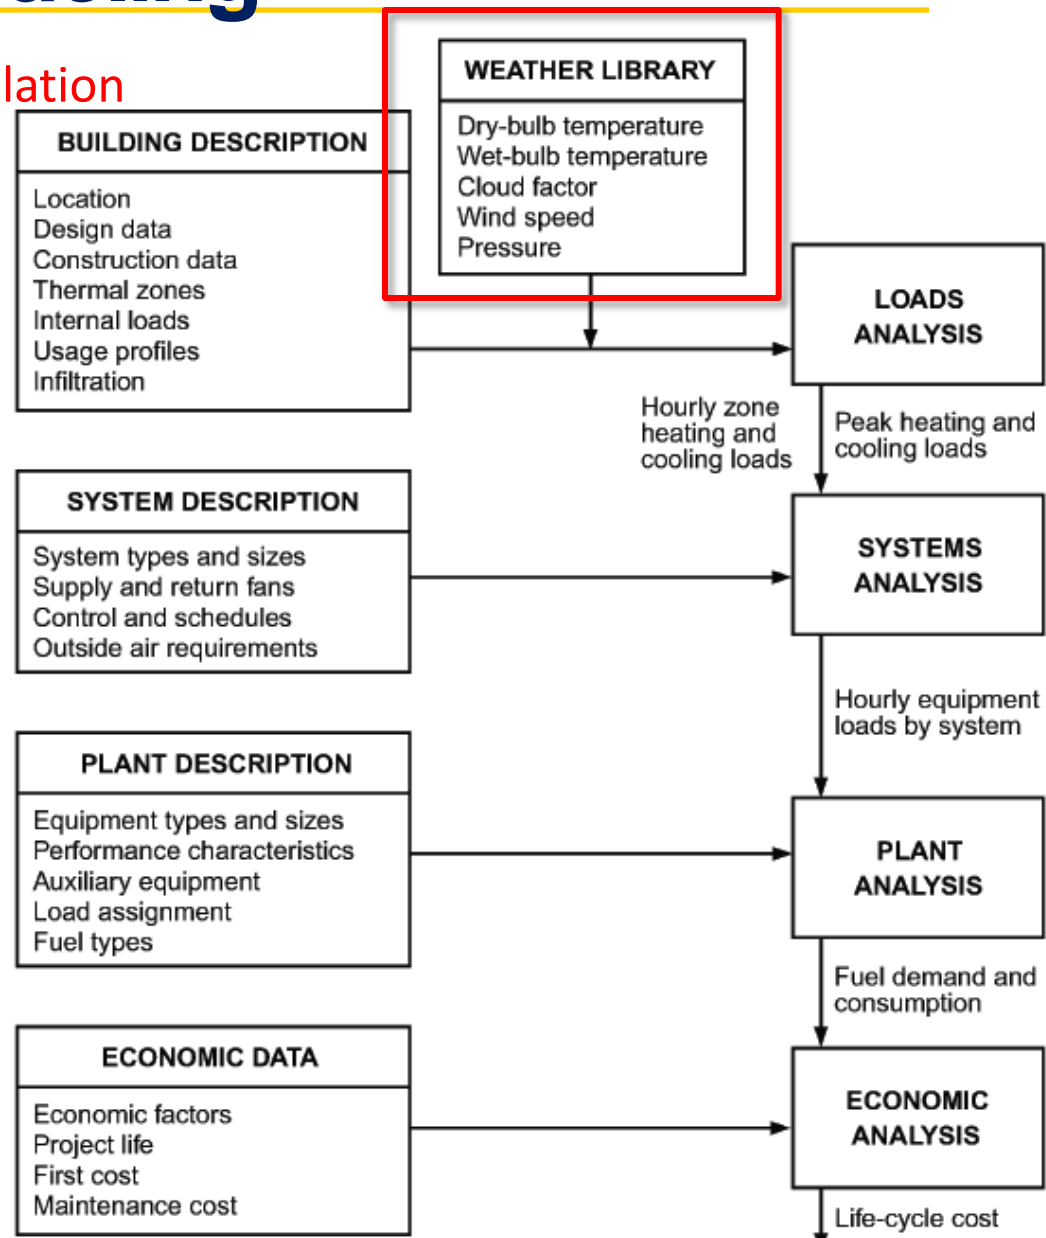 lation
WEATHER LIBRARY
Dry-bulb temperature
Wet-bulb temperature
Cloud factor
Wind speed
Pressure
BUILDING DESCRIPTION
Location
Design data
Construction data
Thermal zones
Internal loads
Usage profiles
Infiltration
LOADS
ANALYSIS
Hourly zone
heating and
cooling loads
Peak heating and
cooling loads
SYSTEM DESCRIPTION
System types and sizes
Supply and return fans
Control and schedules
Outside air requirements
SYSTEMS
ANALYSIS
Hourly equipment
loads by system
PLANT DESCRIPTION
Equipment types and sizes
Performance characteristics
Auxiliary equipment
Load assignment
Fuel types
PLANT
ANALYSIS
Fuel demand and
consumption
ECONOMIC DATA
Economic factors
Project life
First cost
Maintenance cost
ECONOMIC
ANALYSIS
Life-cycle cost